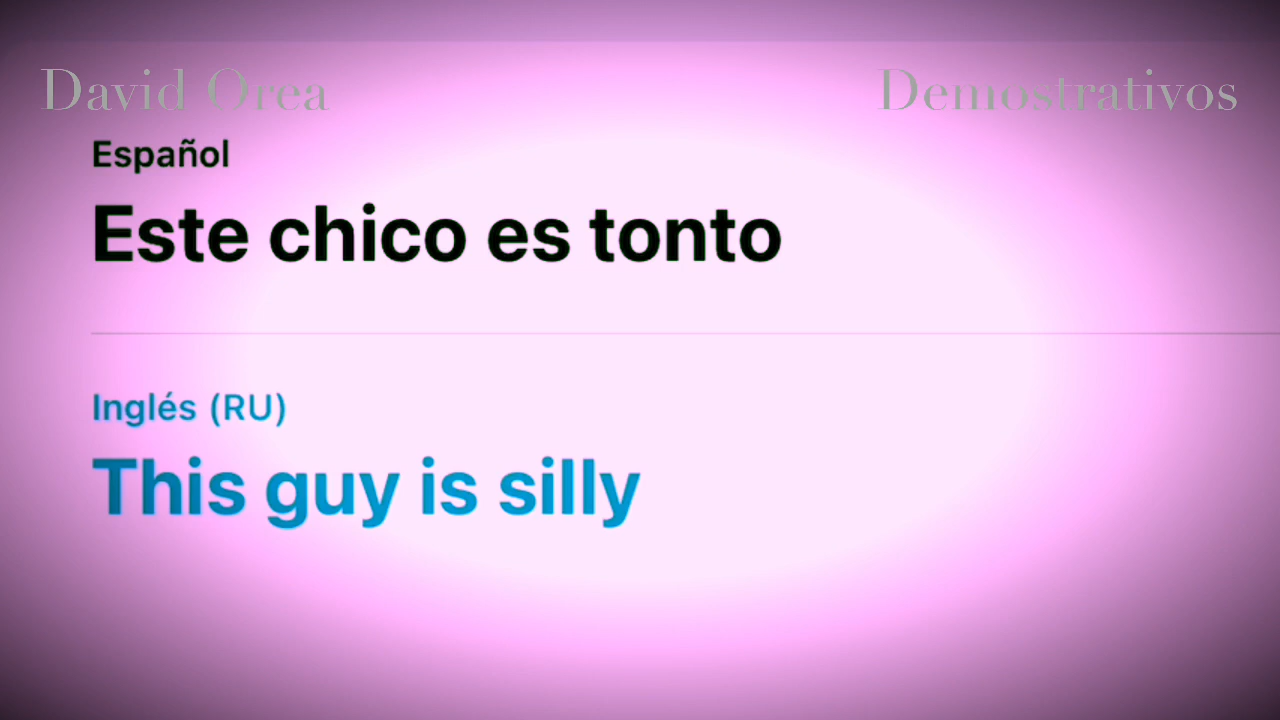 David Orea
Demostrativos
Español
Este chico es tonto
Inglés (RU)
This guy is silly